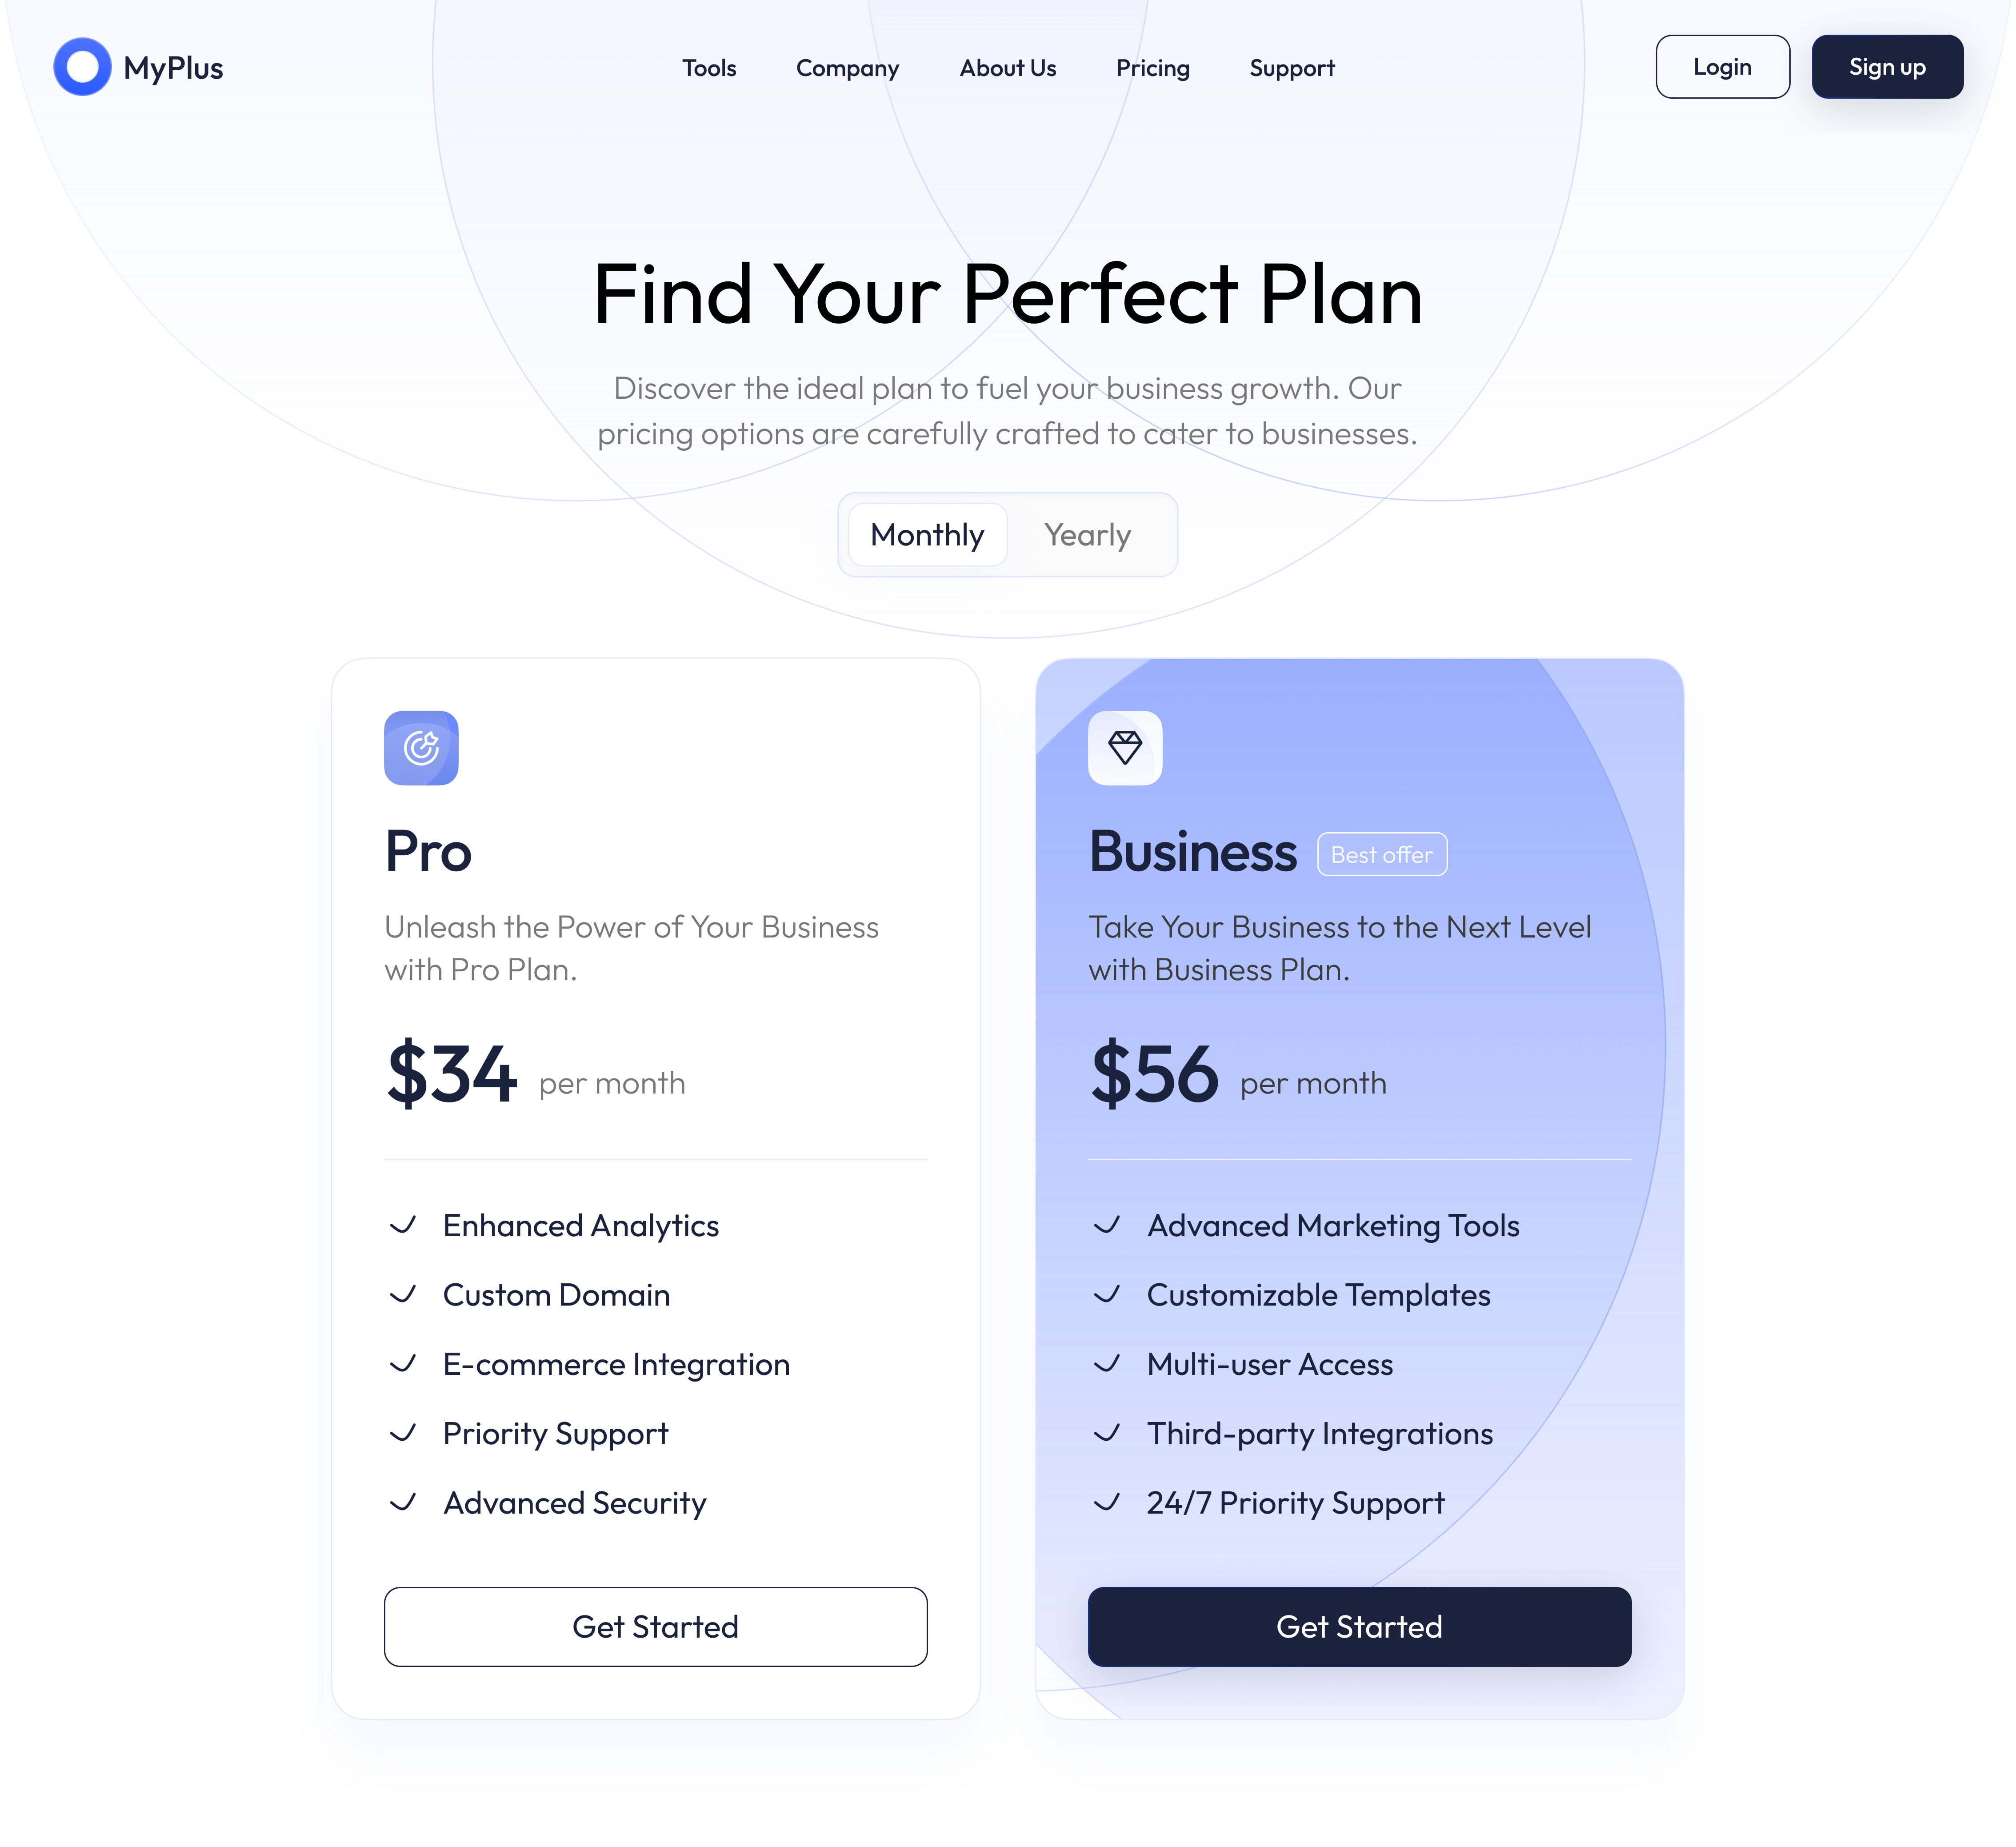 MyPlus
Tools Company About Us Pricing Support
Login
Sign up
Find Your Perfect Plan
Discover the ideal plan to fuel your business growth. Our
pricing options are carefully crafted to cater to businesses.
Monthly Yearly
Pro
Unleash the Power of Your Business
with Pro Plan.
$34 per month
Enhanced Analytics
Custom Domain
E-commerce Integration
Priority Support
Advanced Security
Get Started
Business Best offer
Take Your Business to the Next Level
with Business Plan.
$56 per month
Advanced Marketing Tools
Customizable Templates
Multi-user Access
Third-party Integrations
24/7 Priority Support
Get Started